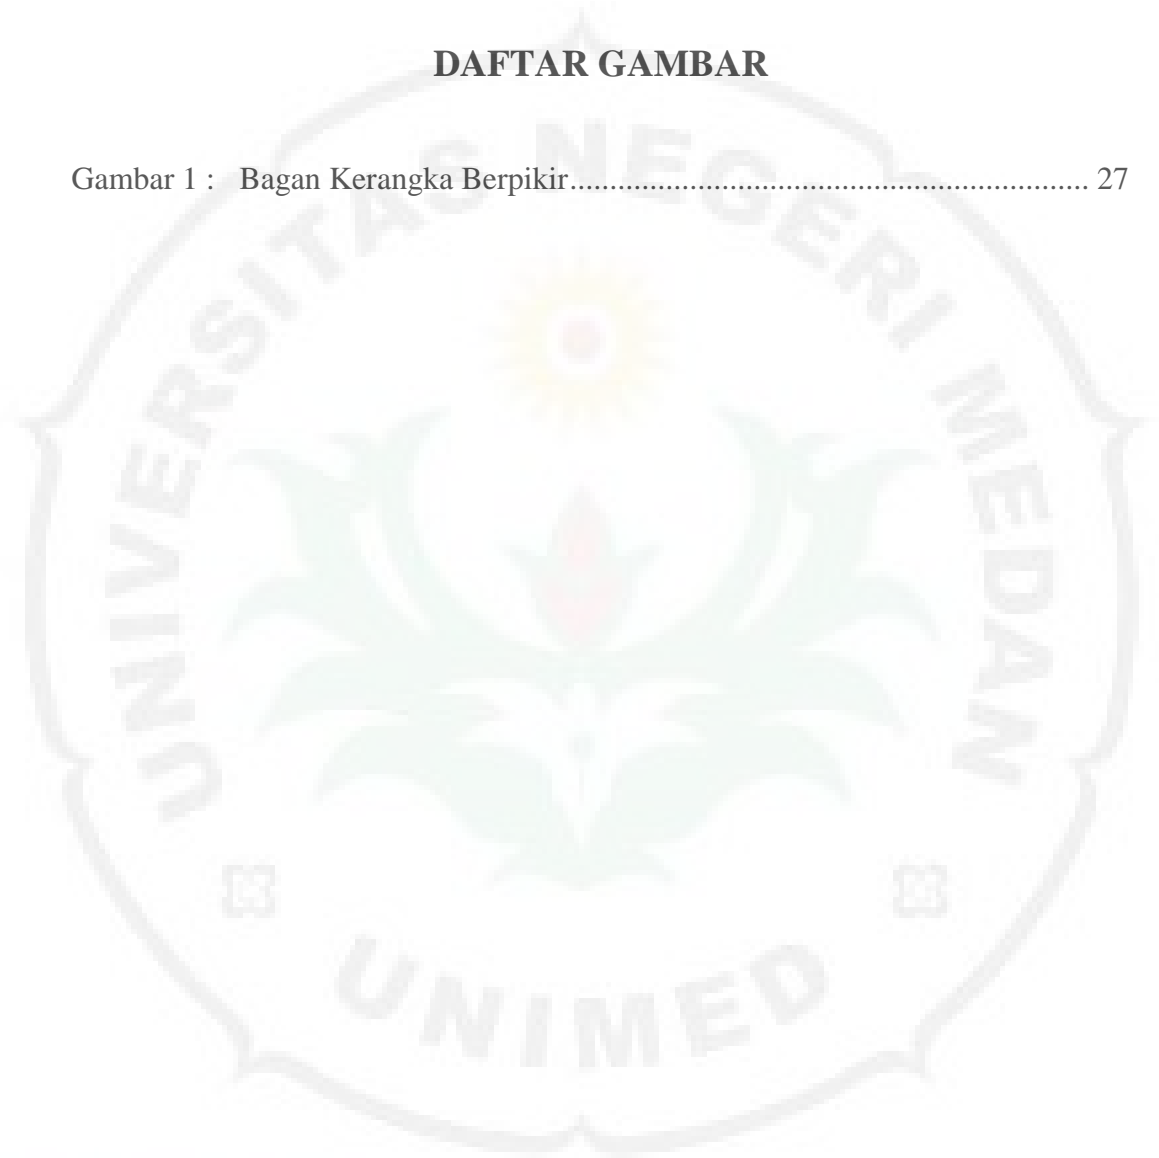 DAFTAR GAMBAR
Gambar 1 : Bagan Kerangka Berpikir................................................................. 27
UNIVERSITAS NEGERI MEDAN
UNIMED